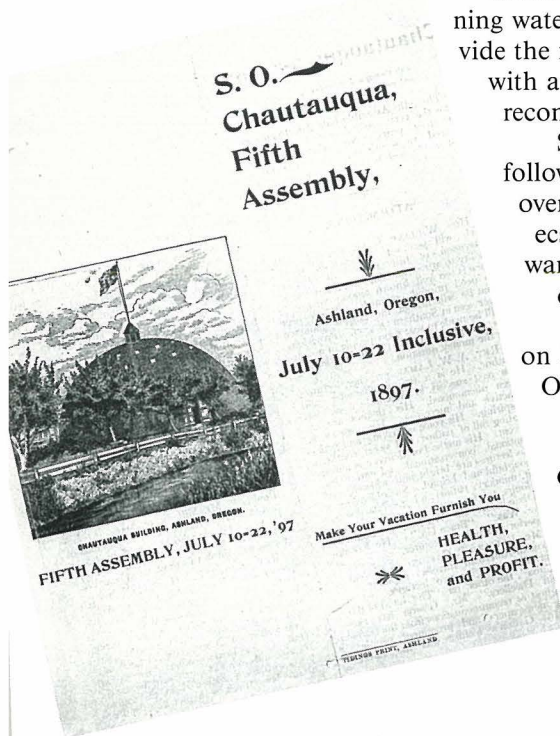 ning wate
vide the
with a
recon
S
follow
over
ec
war
on
O
S. O.
Chautauqua,
Fifth
Assembly,
Ashland, Oregon,
July 10-22 Inclusive,
1897.
Make Your Vacation Furnish You
HEALTH,
PLEASURE,
and PROFIT.
TIDINGS PRINT, ASHLAND
CHAUTAUQUA BUILDING, ASHLAND, OREGON.
FIFTH ASSEMBLY, JULY 10-22, '97